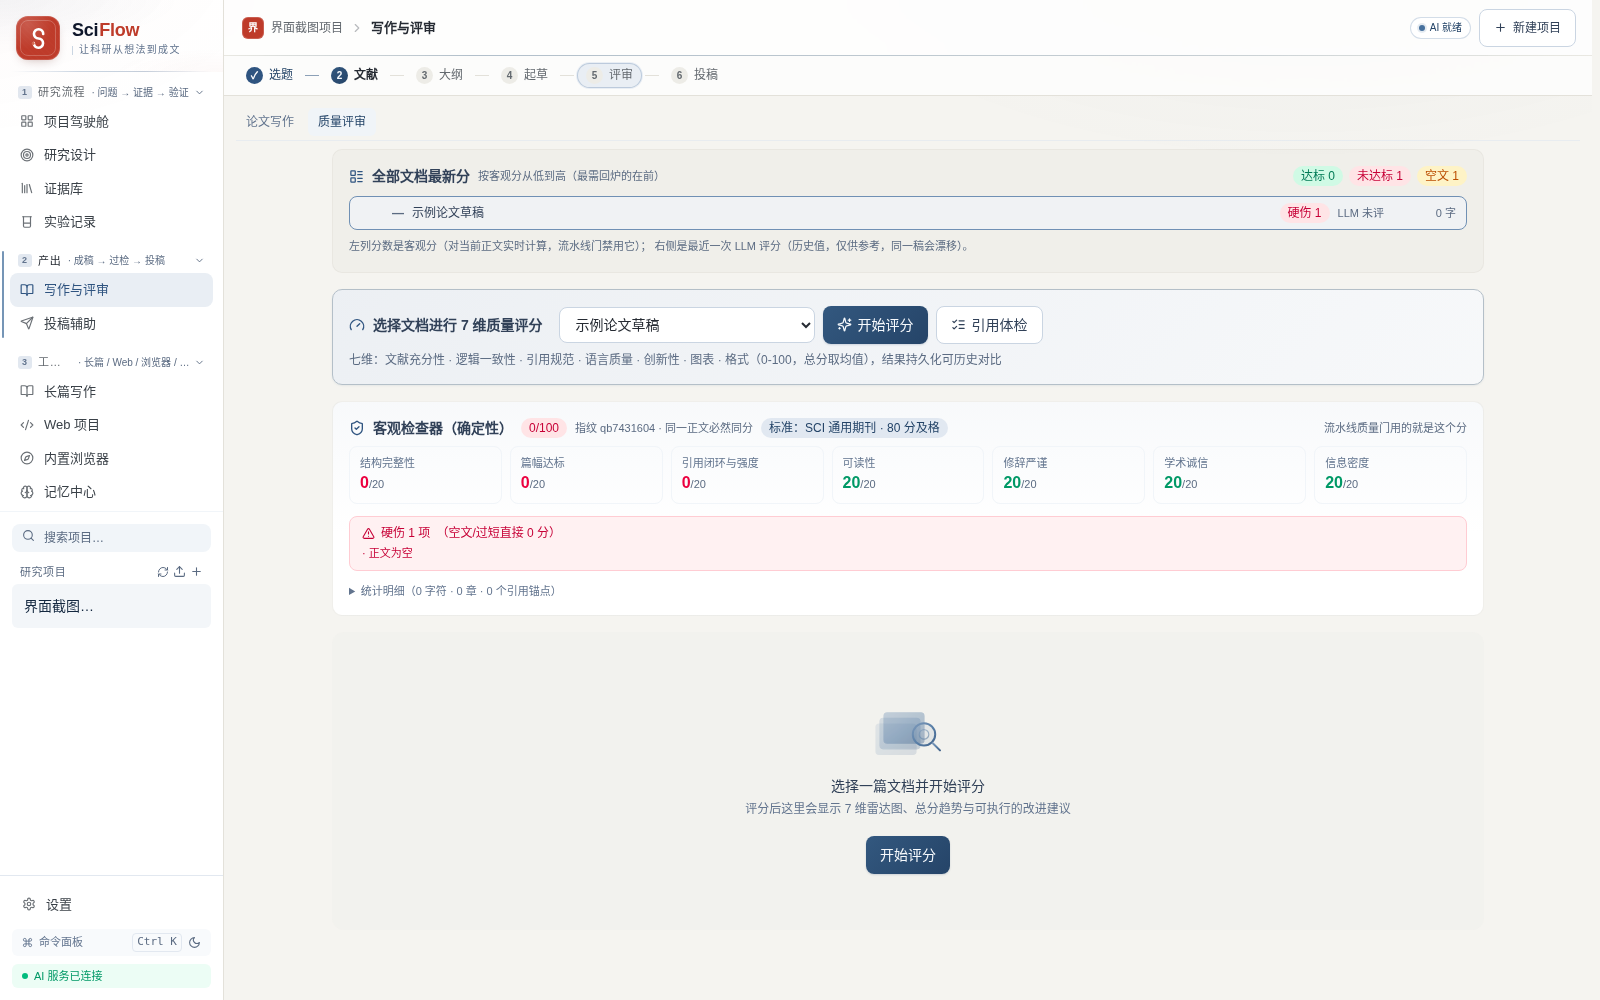 SciFlow
让科研从想法到成文
1 研究流程 · 问题 → 证据 → 验证
项目驾驶舱
研究设计
证据库
实验记录
2 产出 · 成稿 → 过检 → 投稿
写作与评审
投稿辅助
3 工... · 长篇 / Web / 浏览器 / ...
长篇写作
Web 项目
内置浏览器
记忆中心
搜索项目...
研究项目
界面截图...
设置
⌘ 命令面板 Ctrl K
AI 服务已连接
界 界面截图项目 > 写作与评审
AI 就绪
+ 新建项目
✓ 选题 — 2 文献 — 3 大纲 — 4 起草 — 5 评审 — 6 投稿
论文写作 质量评审
全部文档最新分 按客观分从低到高（最需回炉的在前） 达标 0 未达标 1 空文 1
— 示例论文草稿 硬伤 1 LLM 未评 0 字
左列分数是客观分（对当前正文实时计算，流水线门禁用它）； 右侧是最近一次 LLM 评分（历史值，仅供参考，同一稿会漂移）。
选择文档进行 7 维质量评分 示例论文草稿 开始评分 引用体检
七维：文献充分性 · 逻辑一致性 · 引用规范 · 语言质量 · 创新性 · 图表 · 格式（0-100，总分取均值），结果持久化可历史对比
客观检查器（确定性） 0/100 指纹 qb7431604 · 同一正文必然同分 标准：SCI 通用期刊 · 80 分及格 流水线质量门用的就是这个分
结构完整性 篇幅达标 引用闭环与强度 可读性 修辞严谨 学术诚信 信息密度
0/20 0/20 0/20 20/20 20/20 20/20 20/20
硬伤 1 项 （空文/过短直接 0 分）
· 正文为空
▶ 统计明细（0 字符 · 0 章 · 0 个引用锚点）
选择一篇文档并开始评分
评分后这里会显示 7 维雷达图、总分趋势与可执行的改进建议
开始评分